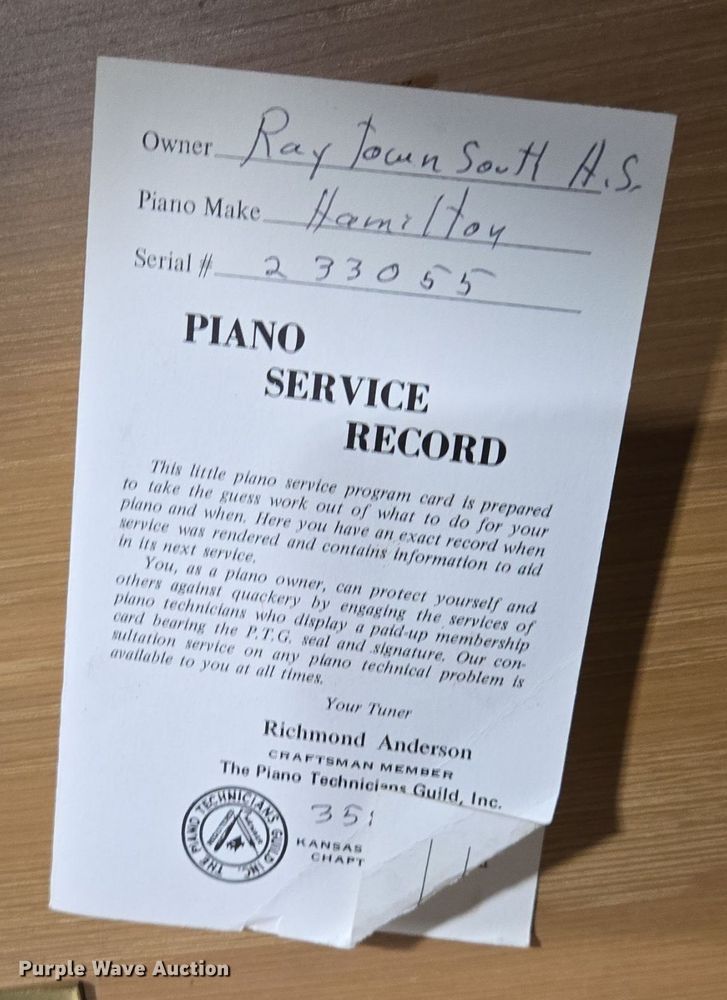 Owner Raytown South H.S.
Piano Make Hamilton
Serial # 233055
PIANO
SERVICE
RECORD
This little piano service program card is prepared
to take the guess work out of what to do for your
piano and when. Here you have an exact record when
service was rendered and contains information to aid
in its next service.
You, as a piano owner, can protect yourself and
others against quackery by engaging the services of
piano technicians who display a paid-up membership
card bearing the P.T.G. seal and signature. Our con-
sultation service on any piano technical problem is
available to you at all times.
Your Tuner
Richmond Anderson
CRAFTSMAN MEMBER
The Piano Technicians Guild, Inc.
35
THE PIANO TECHNICIANS GUILD INC.
KANSAS
CHAPT
Purple Wave Auction